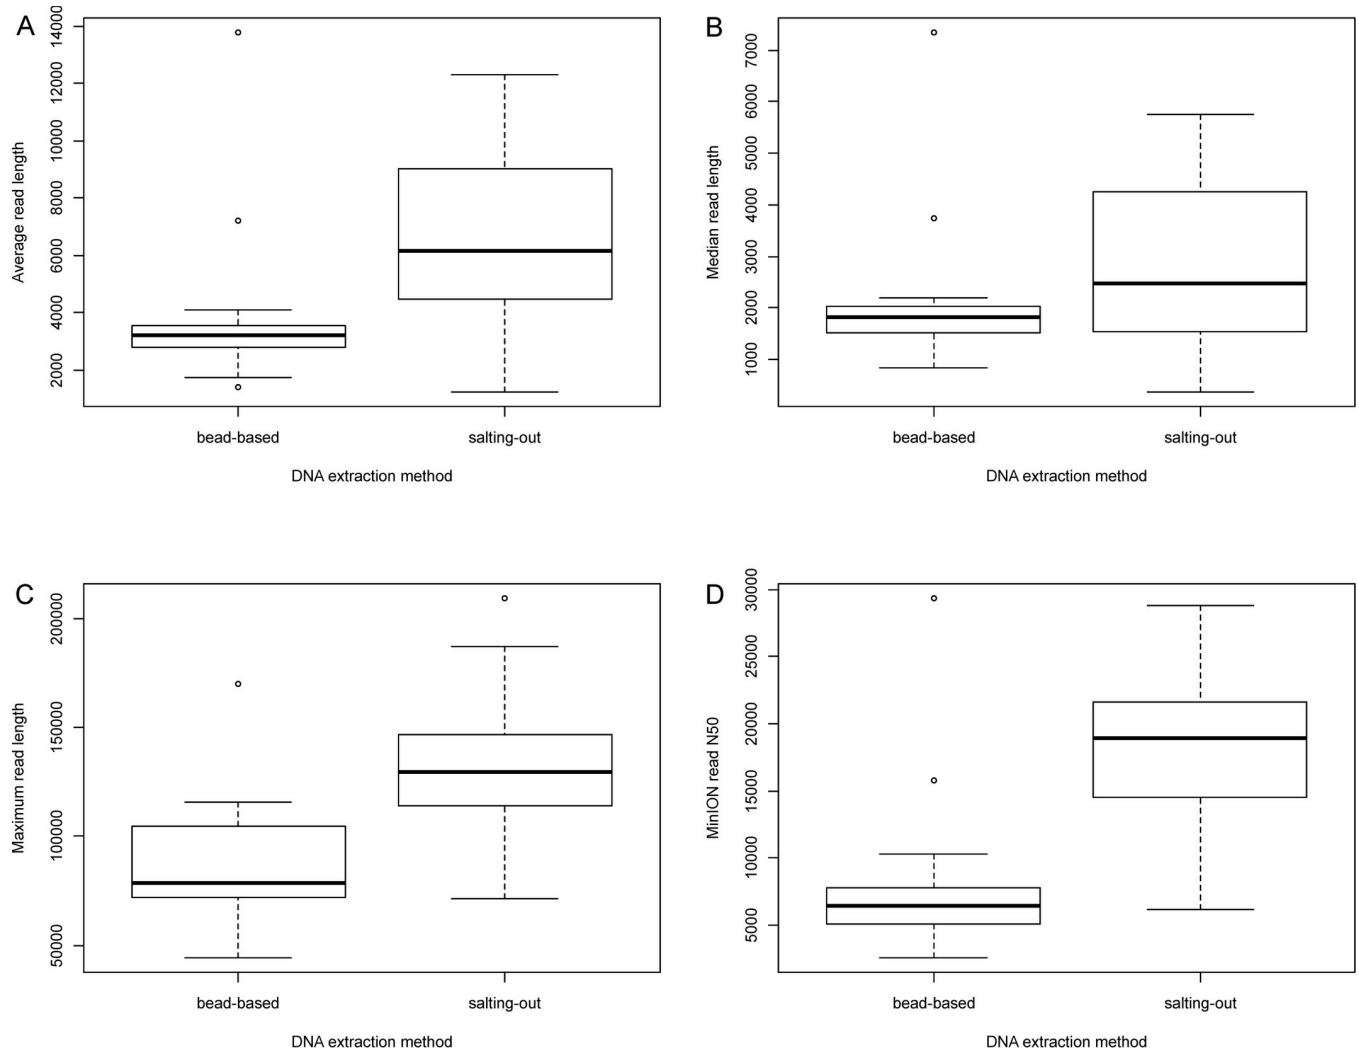 A
Average read length
14000
12000
10000
8000
6000
4000
2000
bead-based
salting-out
DNA extraction method
B
Median read length
7000
6000
5000
4000
3000
2000
1000
bead-based
salting-out
DNA extraction method
C
Maximum read length
200000
150000
100000
50000
bead-based
salting-out
DNA extraction method
D
MinION read N50
30000
25000
20000
15000
10000
5000
bead-based
salting-out
DNA extraction method